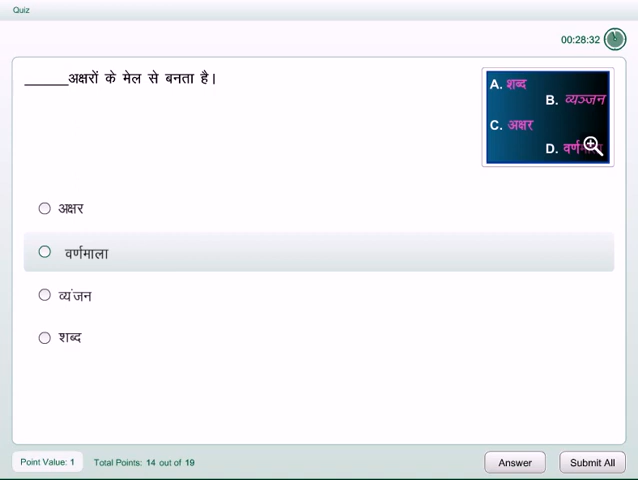 Quiz
00:28:32
______अक्षरों के मेल से बनता है।
A. शब्द
B. व्यञ्जन
C. अक्षर
D. वर्णमाला
अक्षर
वर्णमाला
व्यंजन
शब्द
Point Value: 1 Total Points: 14 out of 19 Answer Submit All